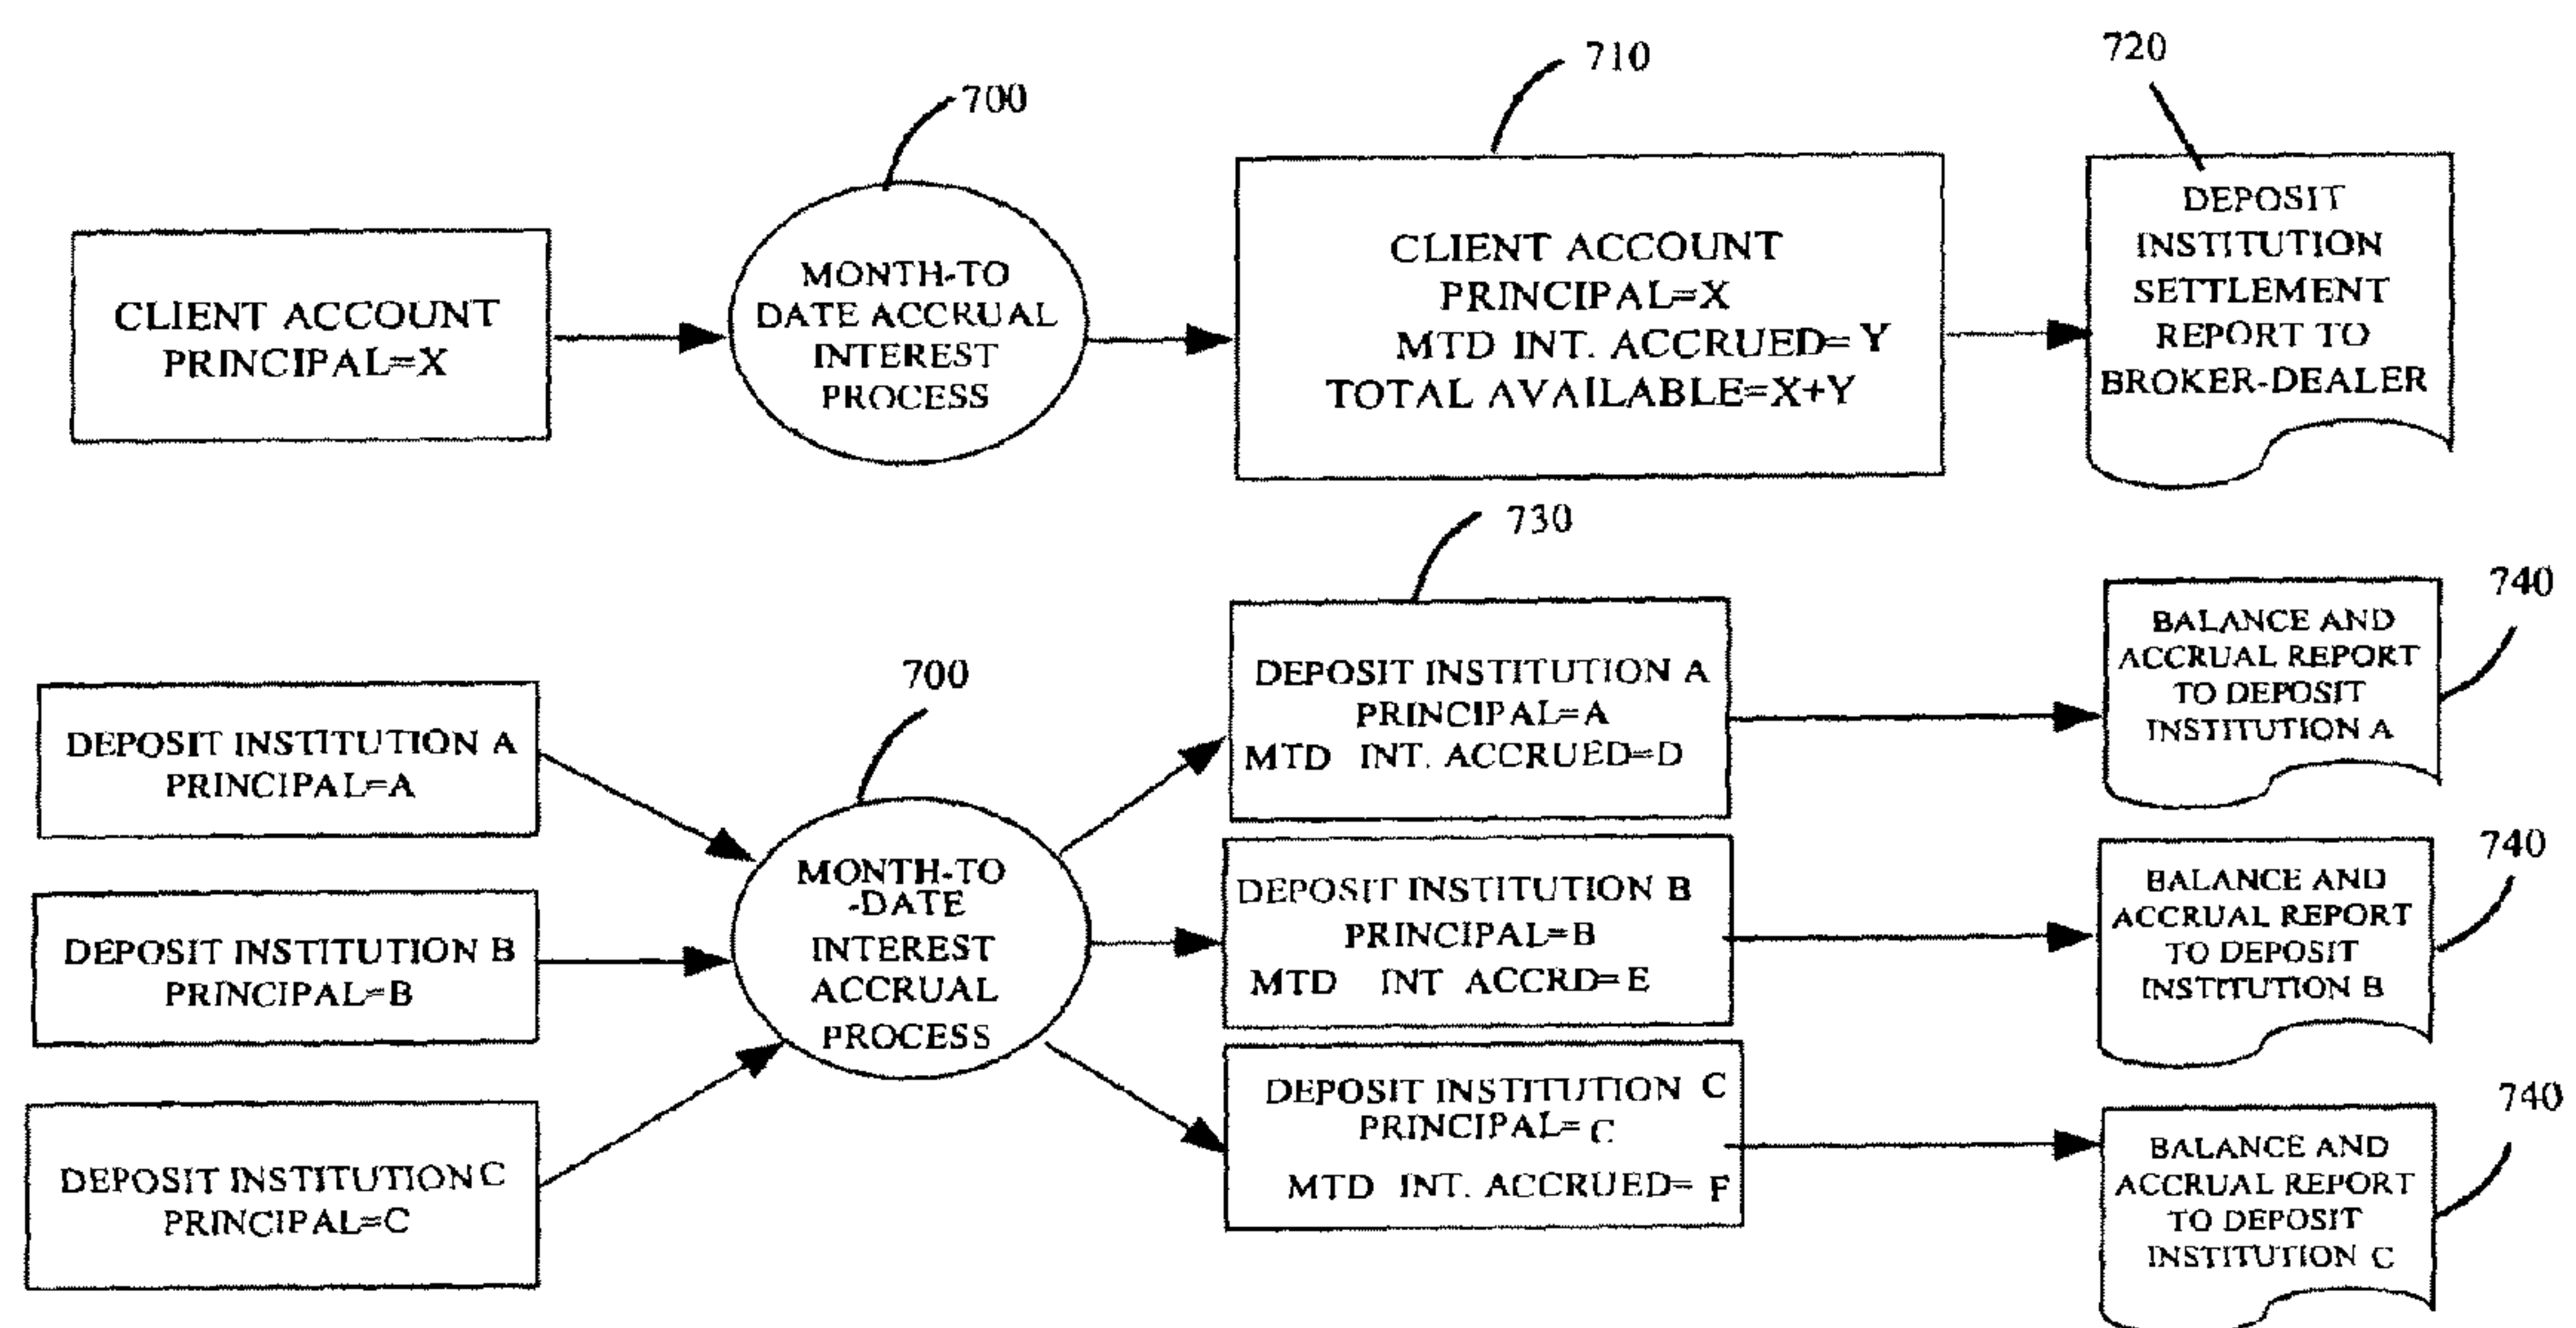 700
710
720
CLIENT ACCOUNT
PRINCIPAL=X
MONTH-TO
DATE ACCRUAL
INTEREST
PROCESS
CLIENT ACCOUNT
PRINCIPAL=X
MTD INT. ACCRUED= Y
TOTAL AVAILABLE=X+Y
DEPOSIT
INSTITUTION
SETTLEMENT
REPORT TO
BROKER-DEALER
730
740
700
DEPOSIT INSTITUTION A
PRINCIPAL=A
DEPOSIT INSTITUTION B
PRINCIPAL=B
DEPOSIT INSTITUTION C
PRINCIPAL=C
MONTH-TO
-DATE
INTEREST
ACCRUAL
PROCESS
DEPOSIT INSTITUTION A
PRINCIPAL=A
MTD INT. ACCRUED=D
BALANCE AND
ACCRUAL REPORT
TO DEPOSIT
INSTITUTION A
DEPOSIT INSTITUTION B
PRINCIPAL=B
MTD INT ACCRD=E
740
BALANCE AND
ACCRUAL REPORT
TO DEPOSIT
INSTITUTION B
DEPOSIT INSTITUTION C
PRINCIPAL= C
MTD INT. ACCRUED= F
740
BALANCE AND
ACCRUAL REPORT
TO DEPOSIT
INSTITUTION C